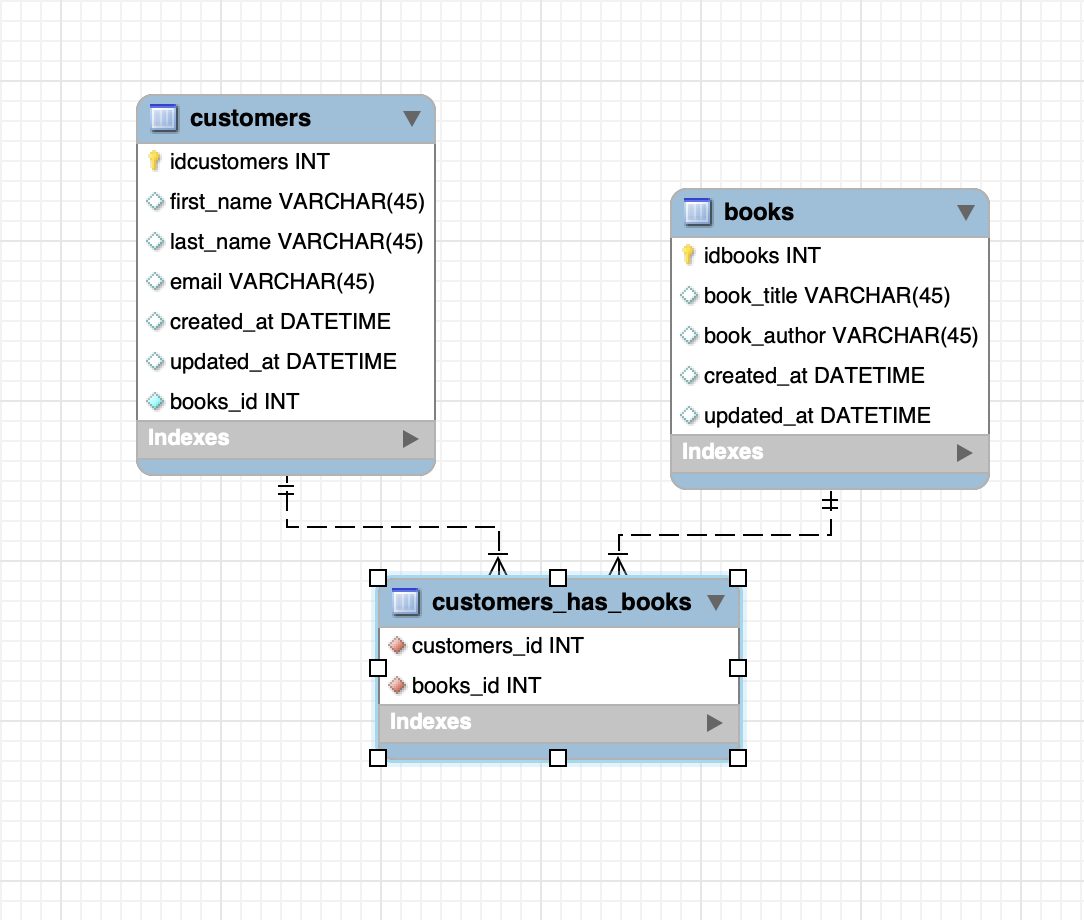 customers
idcustomers INT
first_name VARCHAR(45)
last_name VARCHAR(45)
email VARCHAR(45)
created_at DATETIME
updated_at DATETIME
books_id INT
Indexes
books
idbooks INT
book_title VARCHAR(45)
book_author VARCHAR(45)
created_at DATETIME
updated_at DATETIME
Indexes
customers_has_books
customers_id INT
books_id INT
Indexes